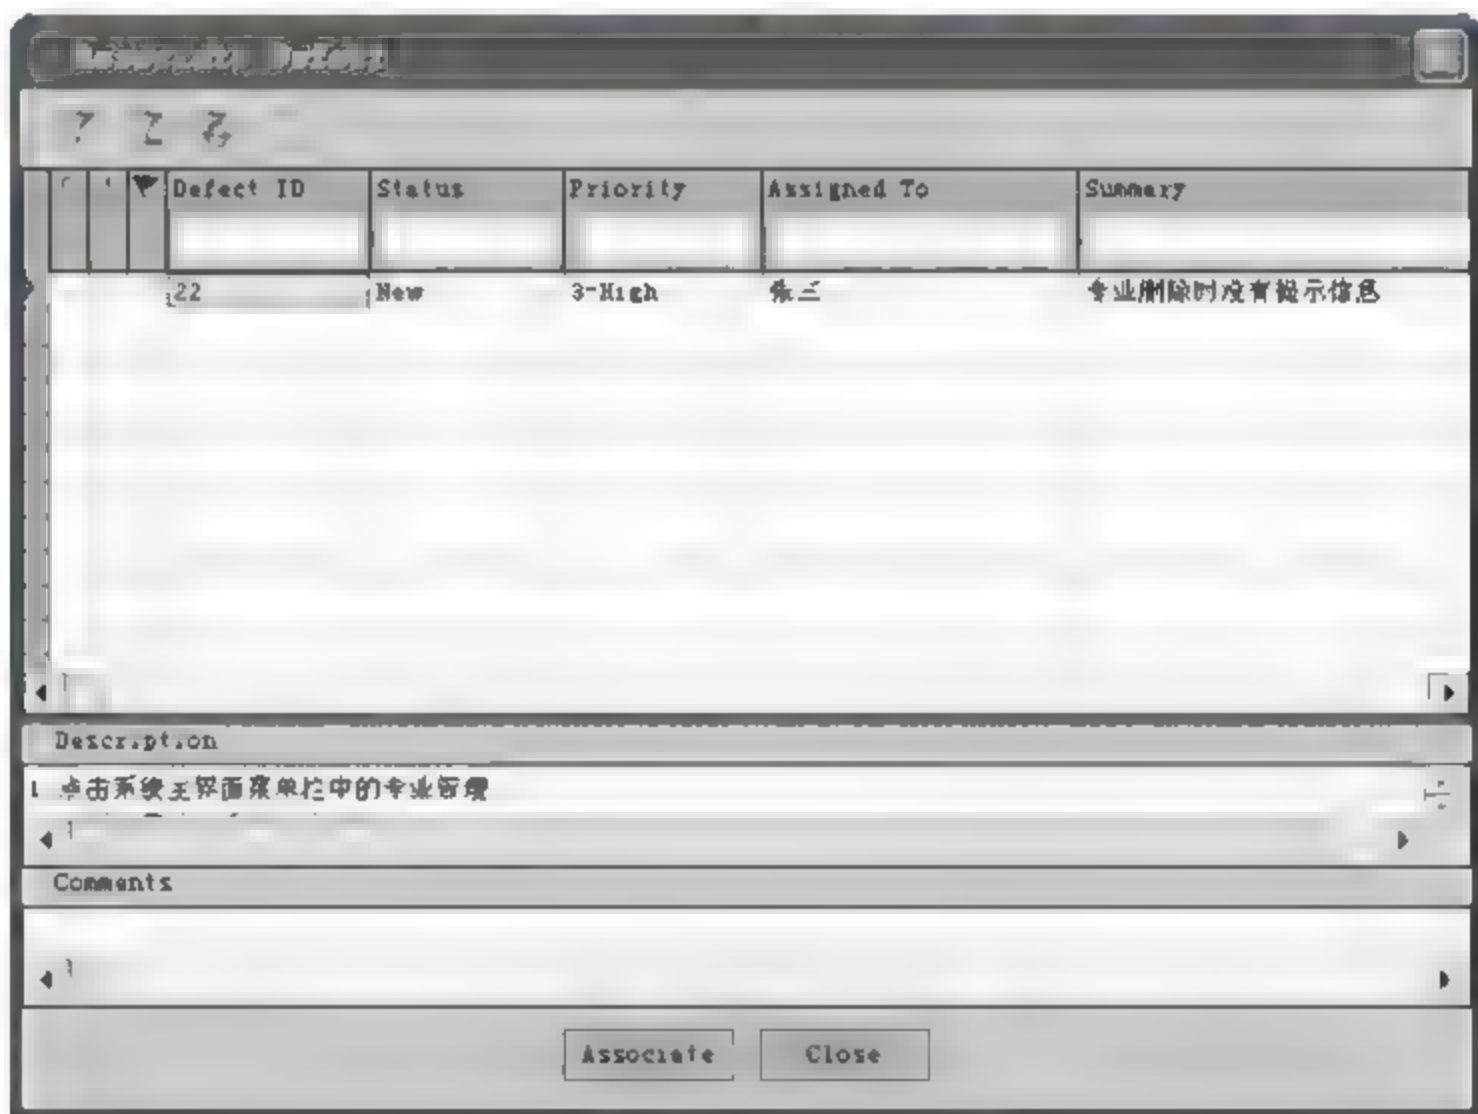 Defect ID Status Priority Assigned To Summary
22 New 3-High 张三 专业删除时没有提示信息
Description
1 点击系统主界面菜单栏中的专业管理
Comments
Associate Close